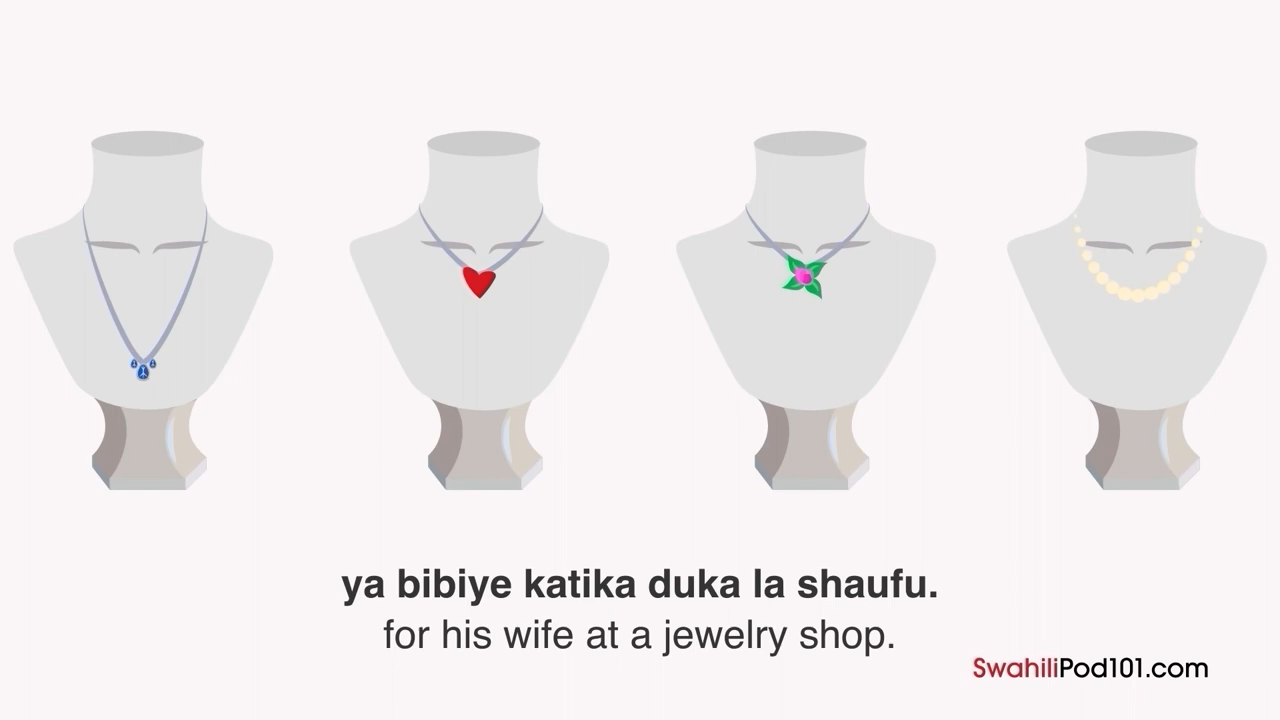 ya bibiye katika duka la shaufu.
for his wife at a jewelry shop.
SwahiliPod101.com